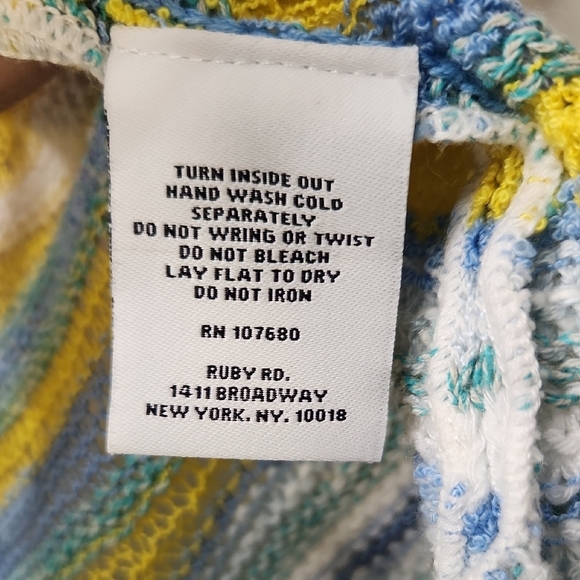 TURN INSIDE OUT
HAND WASH COLD
SEPARATELY
DO NOT WRING OR TWIST
DO NOT BLEACH
LAY FLAT TO DRY
DO NOT IRON
RN 107680
RUBY RD.
1411 BROADWAY
NEW YORK. NY. 10018